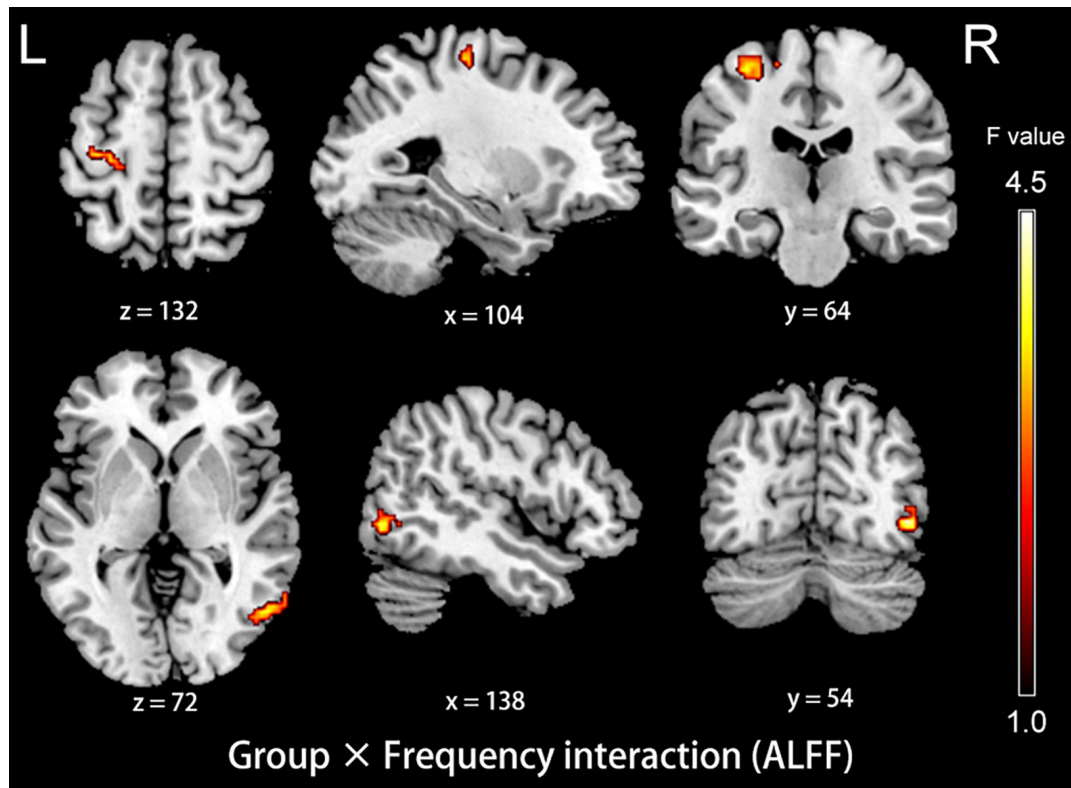 L
R
F value
4.5
z = 132
x = 104
y = 64
z = 72
x = 138
y = 54
1.0
Group × Frequency interaction (ALFF)